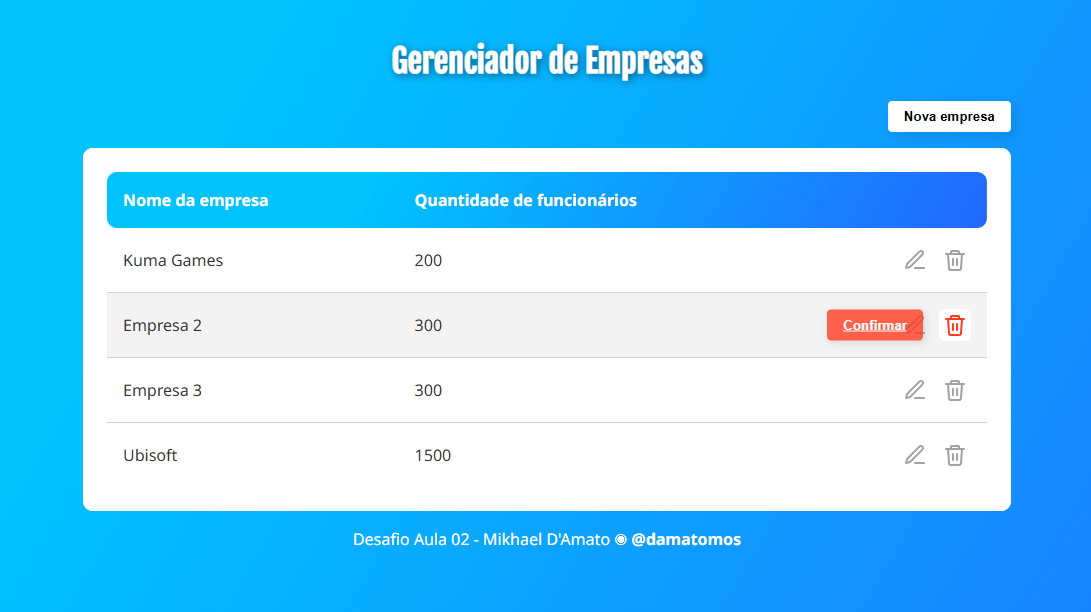 Gerenciador de Empresas
Nova empresa
Nome da empresa Quantidade de funcionários
Kuma Games 200
Empresa 2 300 Confirmar
Empresa 3 300
Ubisoft 1500
Desafio Aula 02 - Mikhael D'Amato ◉ @damatomos